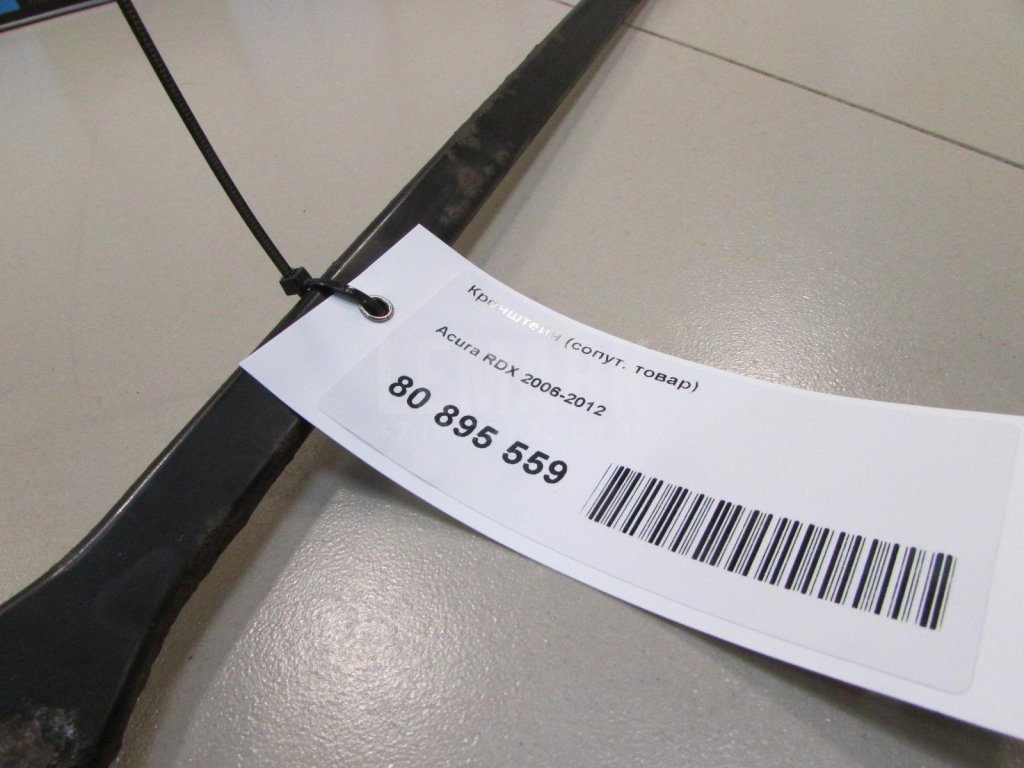 Кронштейн (сопут. товар)
Acura RDX 2006-2012
80 895 559